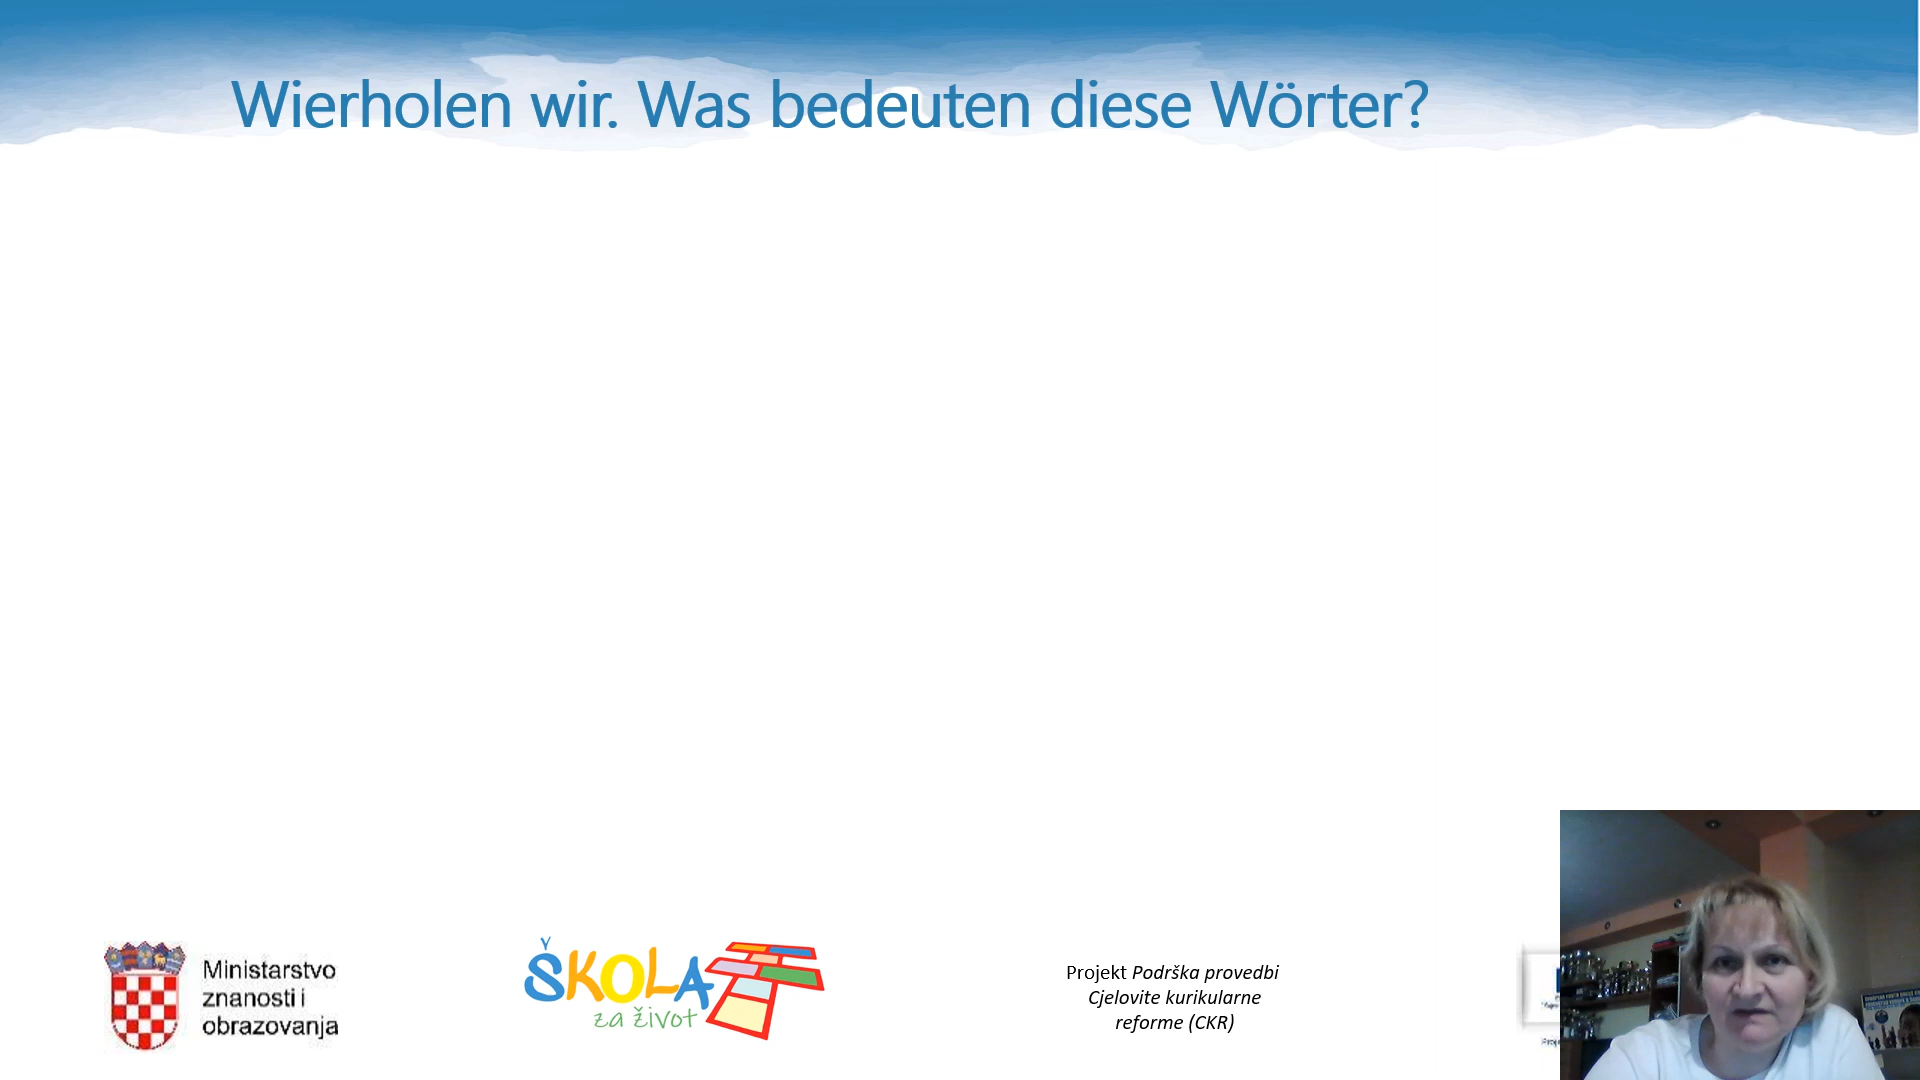 Wierholen wir. Was bedeuten diese Wörter?
Ministarstvo
znanosti i
obrazovanja
ŠKOLA
za život
Projekt Podrška provedbi
Cjelovite kurikularne
reforme (CKR)